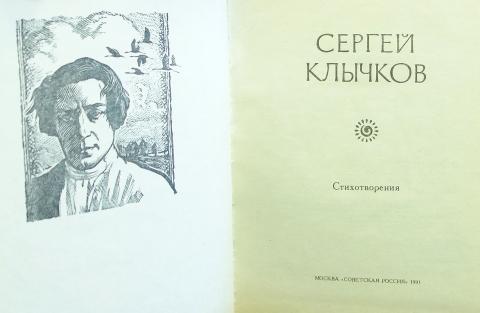 СЕРГЕЙ
КЛЫЧКОВ
Стихотворения
МОСКВА «СОВЕТСКАЯ РОССИЯ» 1991